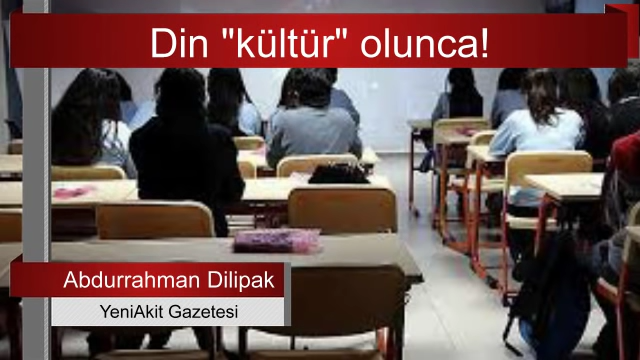 Din "kültür" olunca!
Abdurrahman Dilipak
YeniAkit Gazetesi